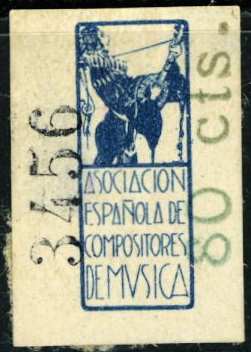 3456
ASOCIACION
ESPAÑOLA DE
COMPOSITORES
DE MVSICA
80 cts.